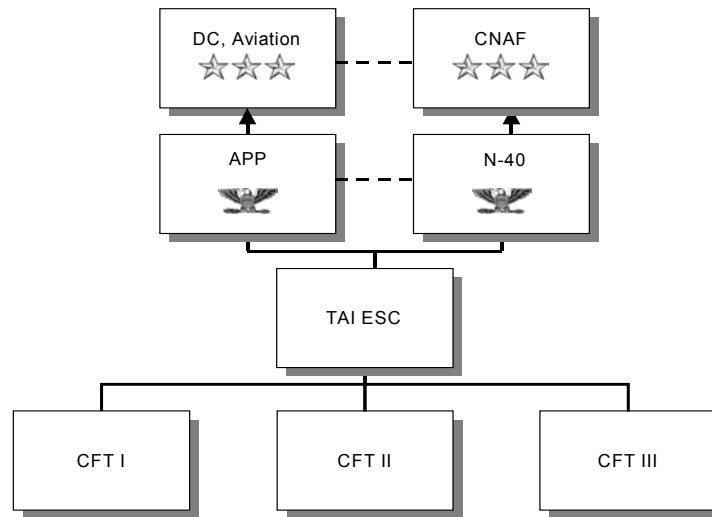 DC, Aviation
CNAF
APP
N-40
TAI ESC
CFT I
CFT II
CFT III